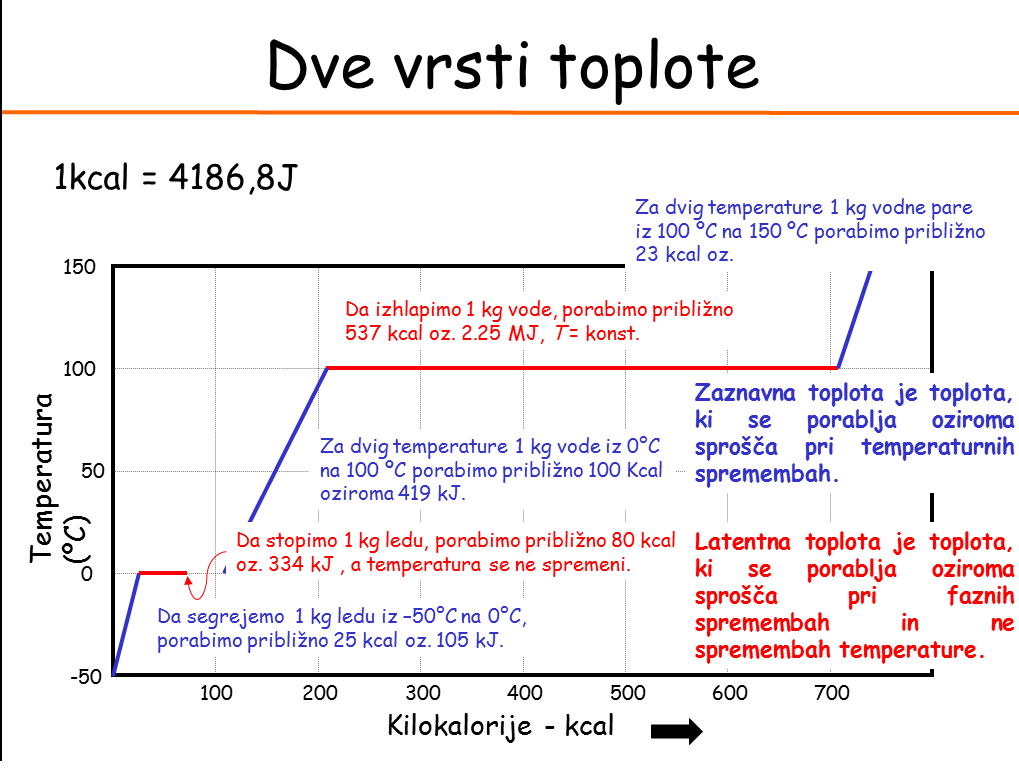 Dve vrsti toplote
1kcal = 4186,8J
Za dvig temperature 1 kg vodne pare
iz 100 ºC na 150 ºC porabimo približno
23 kcal oz.
Da izhlapimo 1 kg vode, porabimo približno
537 kcal oz. 2.25 MJ, T = konst.
Zaznavna toplota je toplota,
ki se porablja oziroma
sprošča pri temperaturnih
spremembah.
Za dvig temperature 1 kg vode iz 0°C
na 100 ºC porabimo približno 100 Kcal
oziroma 419 kJ.
Da stopimo 1 kg ledu, porabimo približno 80 kcal
oz. 334 kJ , a temperatura se ne spremeni.
Latentna toplota je toplota,
ki se porablja oziroma
sprošča pri faznih
spremembah in ne
spremembah temperature.
Da segrejemo 1 kg ledu iz –50°C na 0°C,
porabimo približno 25 kcal oz. 105 kJ.
Temperatura
(ºC)
150
100
50
0
-50
100 200 300 400 500 600 700
Kilokalorije - kcal